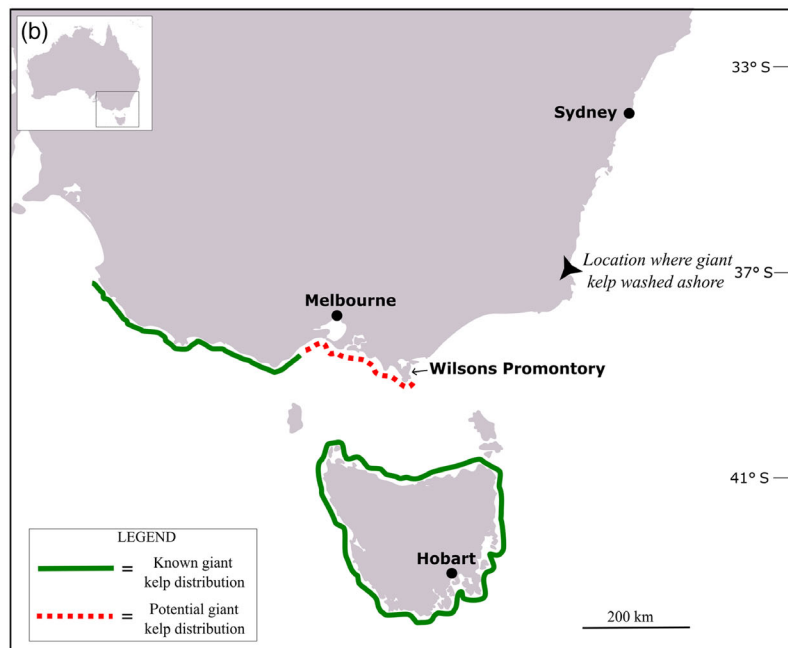 (b)
33° S
Sydney
Location where giant
kelp washed ashore
37° S
Melbourne
Wilsons Promontory
41° S
Hobart
LEGEND
= Known giant
kelp distribution
= Potential giant
kelp distribution
200 km